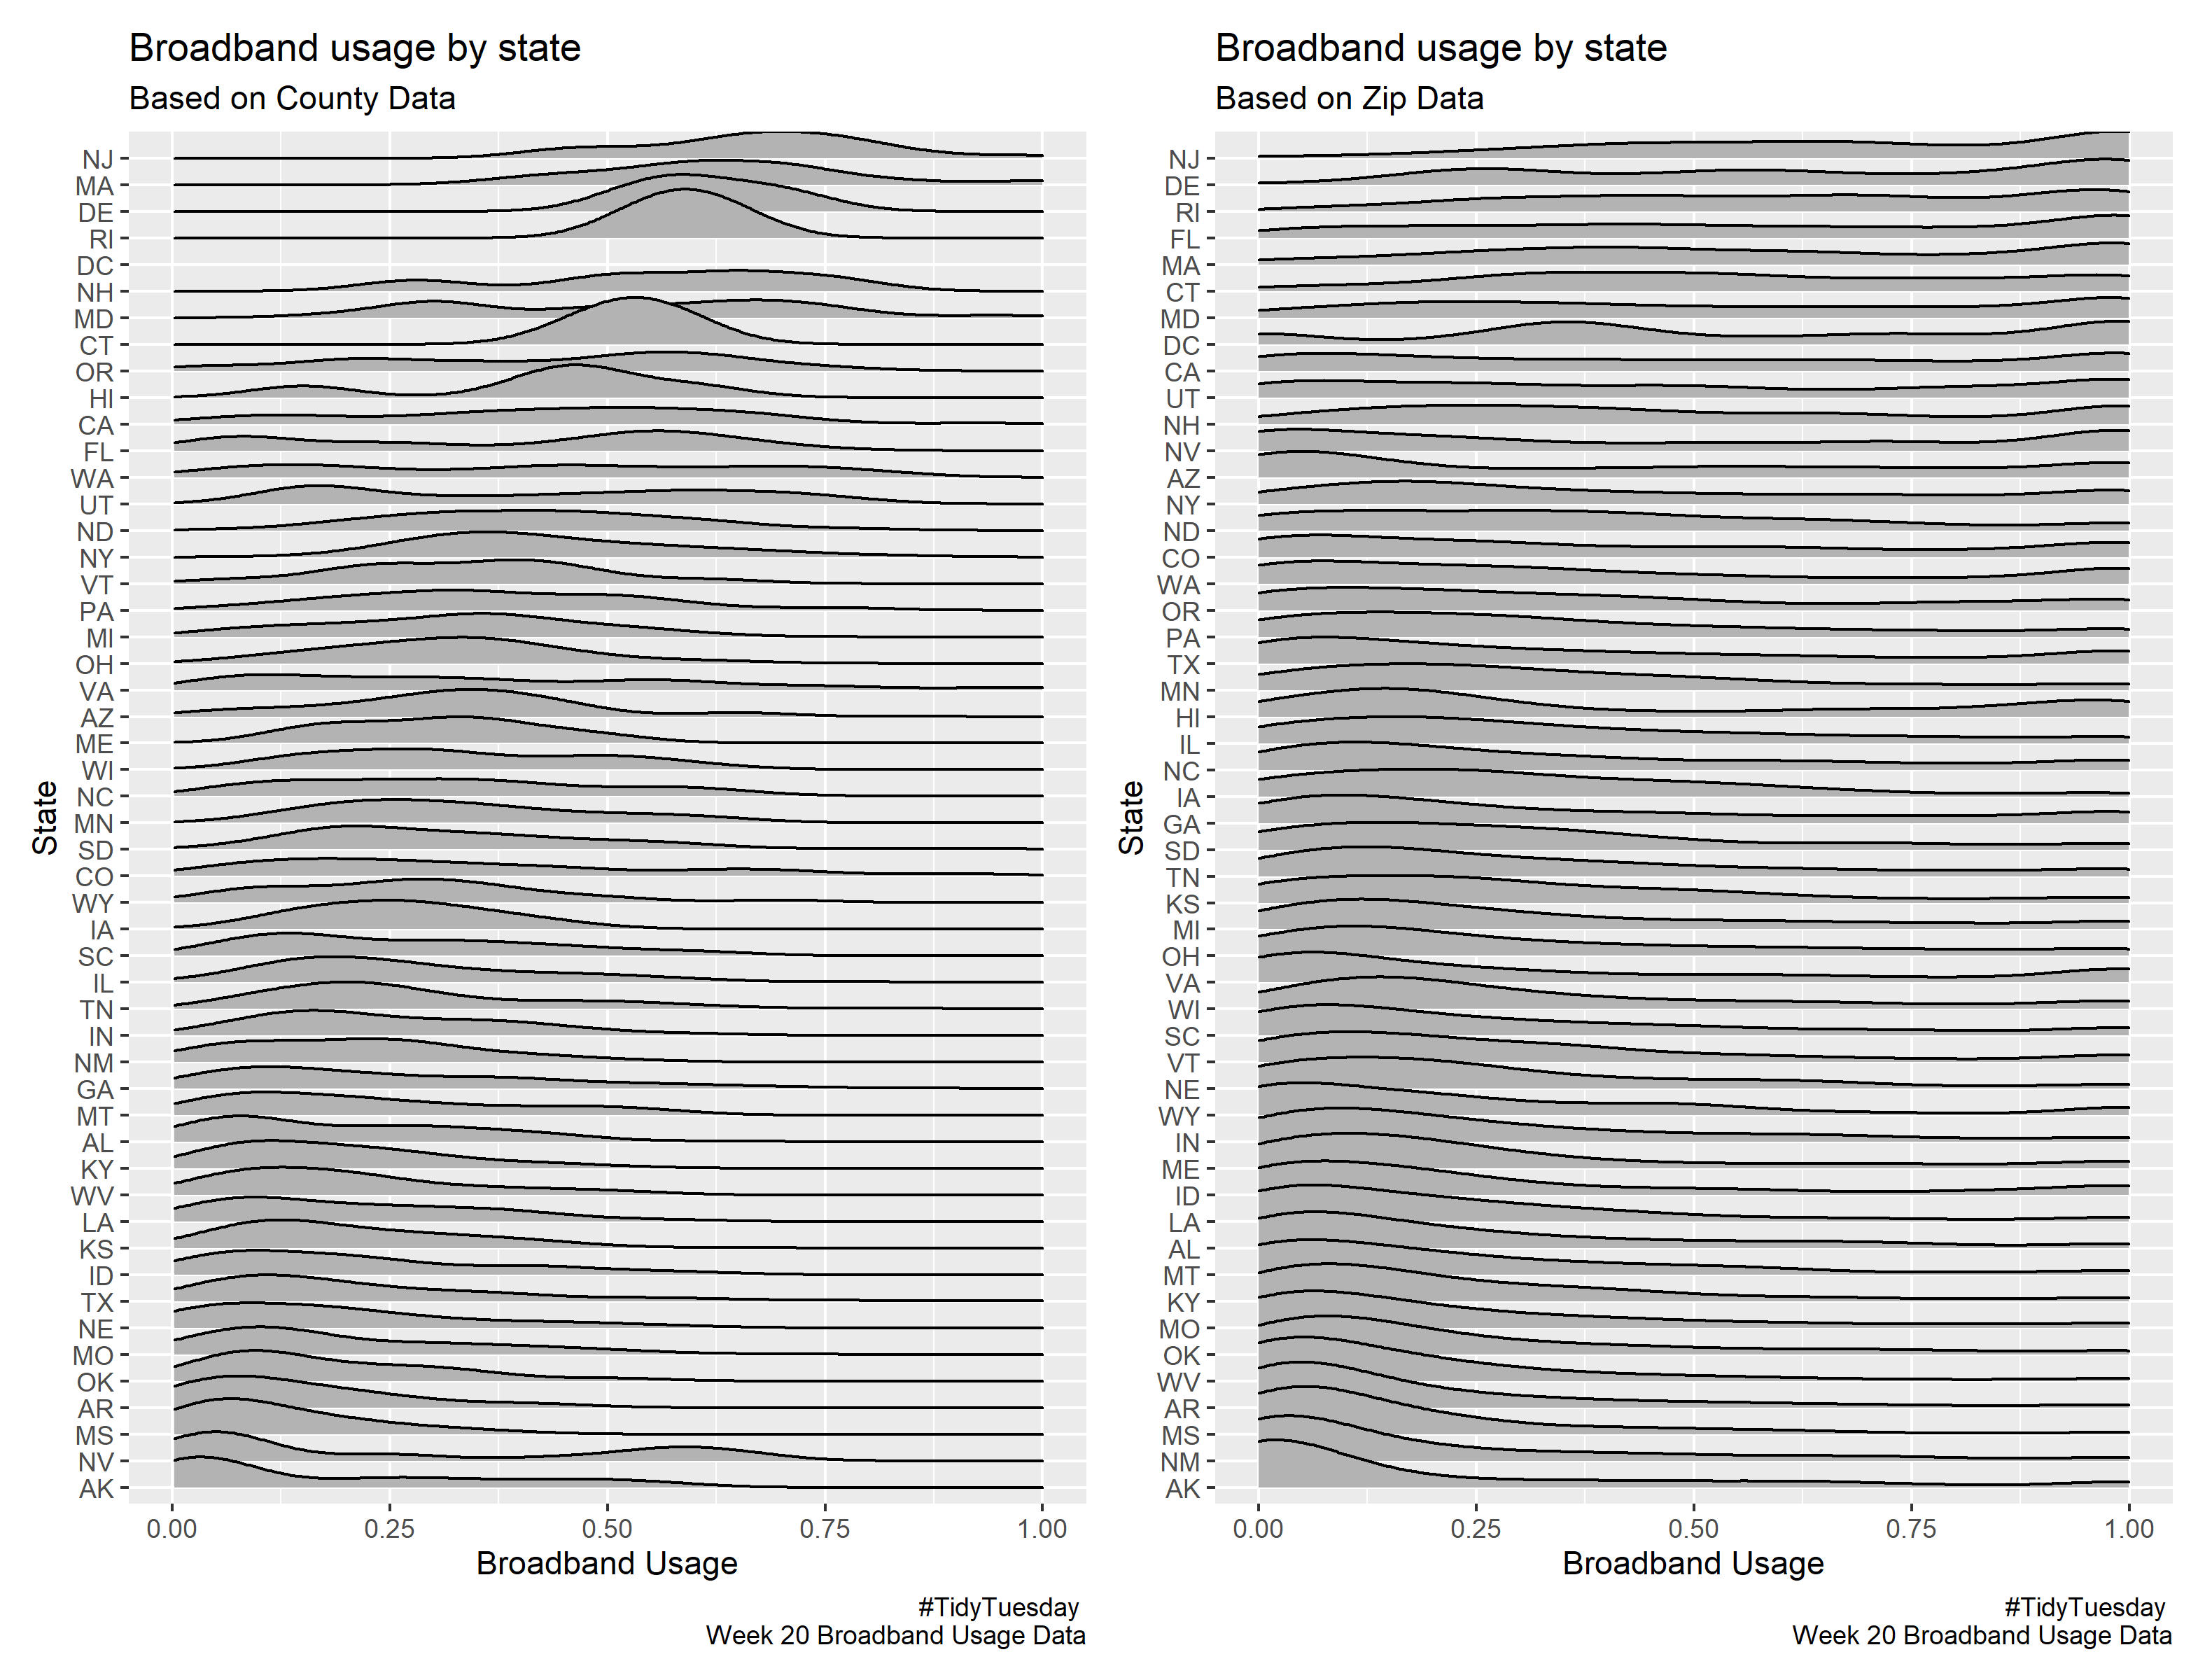 Broadband usage by state
Based on County Data
NJ
MA
DE
RI
DC
NH
MD
CT
OR
HI
CA
FL
WA
UT
ND
NY
VT
PA
MI
OH
VA
AZ
ME
WI
NC
MN
SD
CO
WY
IA
SC
IL
TN
IN
NM
GA
MT
AL
KY
WV
LA
KS
ID
TX
NE
MO
OK
AR
MS
NV
AK
State
0.00 0.25 0.50 0.75 1.00
Broadband Usage
#TidyTuesday
Week 20 Broadband Usage Data
Broadband usage by state
Based on Zip Data
NJ
DE
RI
FL
MA
CT
MD
DC
CA
UT
NH
NV
AZ
NY
ND
CO
WA
OR
PA
TX
MN
HI
IL
NC
IA
GA
SD
TN
KS
MI
OH
VA
WI
SC
VT
NE
WY
IN
ME
ID
LA
AL
MT
KY
MO
OK
WV
AR
MS
NM
AK
State
0.00 0.25 0.50 0.75 1.00
Broadband Usage
#TidyTuesday
Week 20 Broadband Usage Data